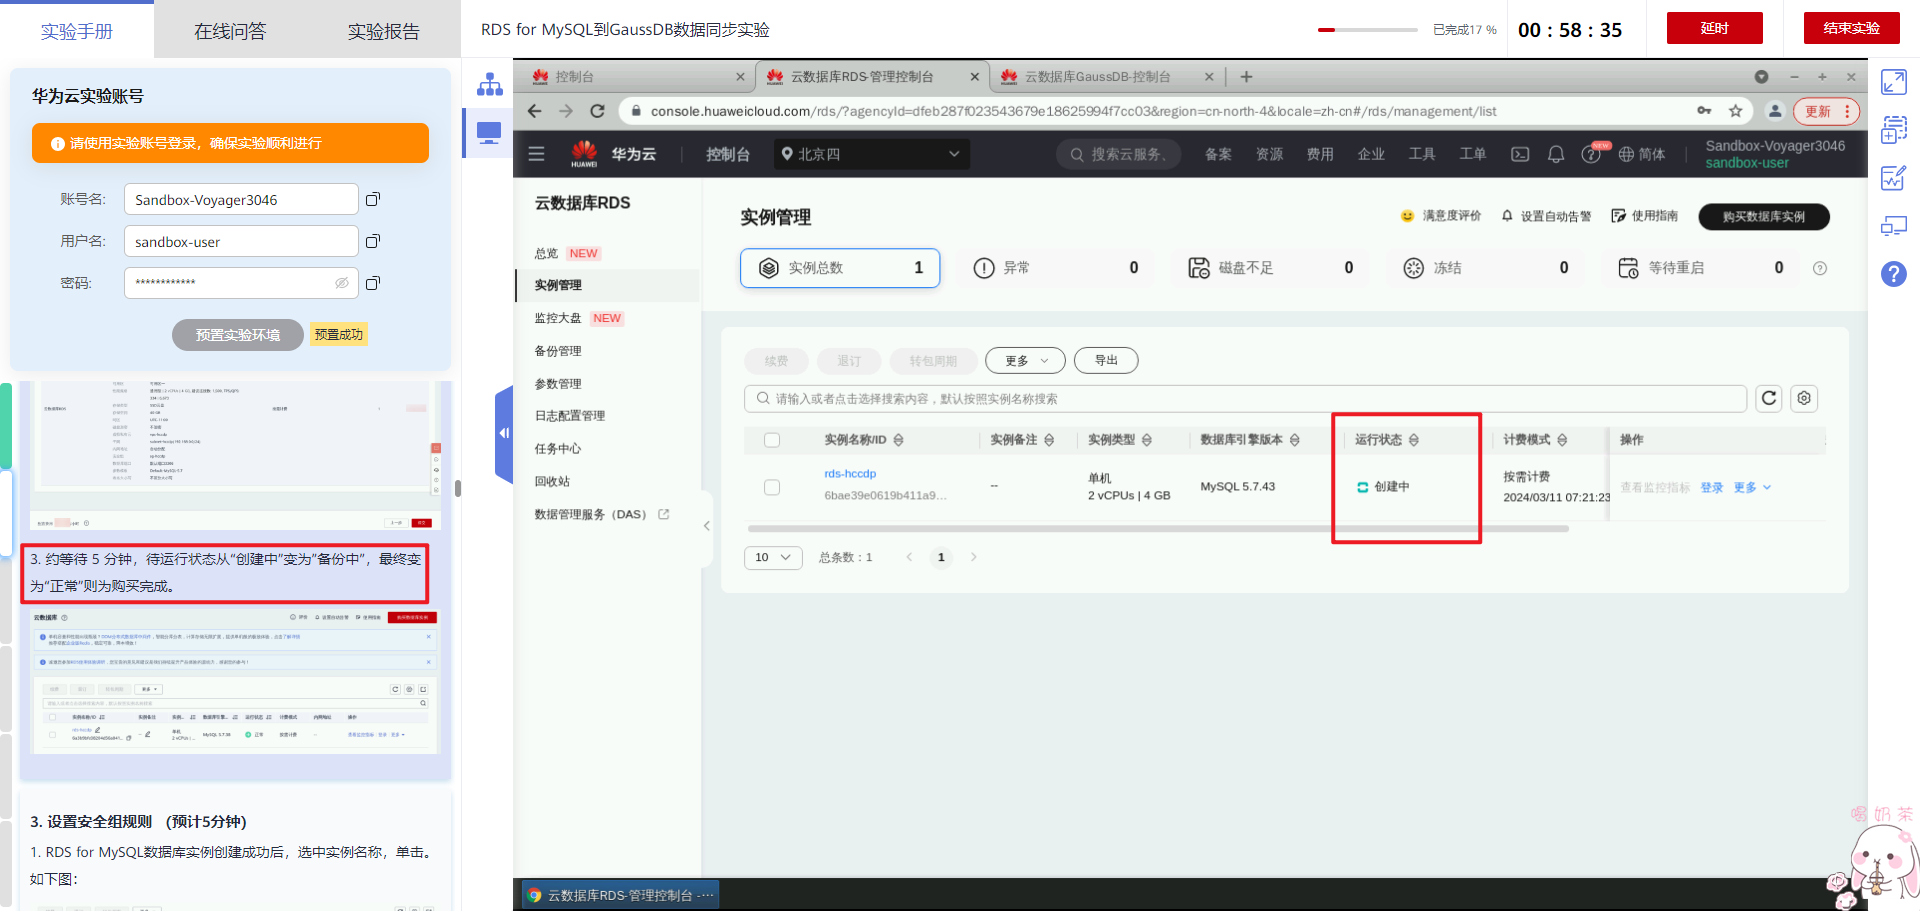 实验手册
在线问答
实验报告
RDS for MySQL到GaussDB数据同步实验
已完成17 %
00 : 58 : 35
延时
结束实验
华为云实验账号
请使用实验账号登录，确保实验顺利进行
账号名:
Sandbox-Voyager3046
用户名:
sandbox-user
密码:
************
预置实验环境
预置成功
3. 约等待 5 分钟，待运行状态从“创建中”变为”备份中”，最终变
为“正常”则为购买完成。
3. 设置安全组规则 (预计5分钟)
1. RDS for MySQL数据库实例创建成功后，选中实例名称，单击。
如下图：
控制台
云数据库RDS-管理控制台
云数据库GaussDB-控制台
console.huaweicloud.com/rds/?agencyId=dfeb287f023543679e18625994f7cc03&region=cn-north-4&locale=zh-cn#/rds/management/list
更新
HUAWEI
华为云
控制台
北京四
搜索云服务、
备案
资源
费用
企业
工具
工单
NEW
简体
Sandbox-Voyager3046
sandbox-user
云数据库RDS
总览 NEW
实例管理
监控大盘 NEW
备份管理
参数管理
日志配置管理
任务中心
回收站
数据管理服务（DAS）
实例管理
满意度评价
设置自动告警
使用指南
购买数据库实例
实例总数 1
异常 0
磁盘不足 0
冻结 0
等待重启 0
续费
退订
转包周期
更多
导出
请输入或者点击选择搜索内容，默认按照实例名称搜索
实例名称/ID
实例备注
实例类型
数据库引擎版本
运行状态
计费模式
操作
rds-hccdp
6bae39e0619b411a9...
--
单机
2 vCPUs | 4 GB
MySQL 5.7.43
创建中
按需计费
2024/03/11 07:21:23
查看监控指标
登录
更多
10
总条数：1
1
云数据库RDS-管理控制台 -...
喝奶茶